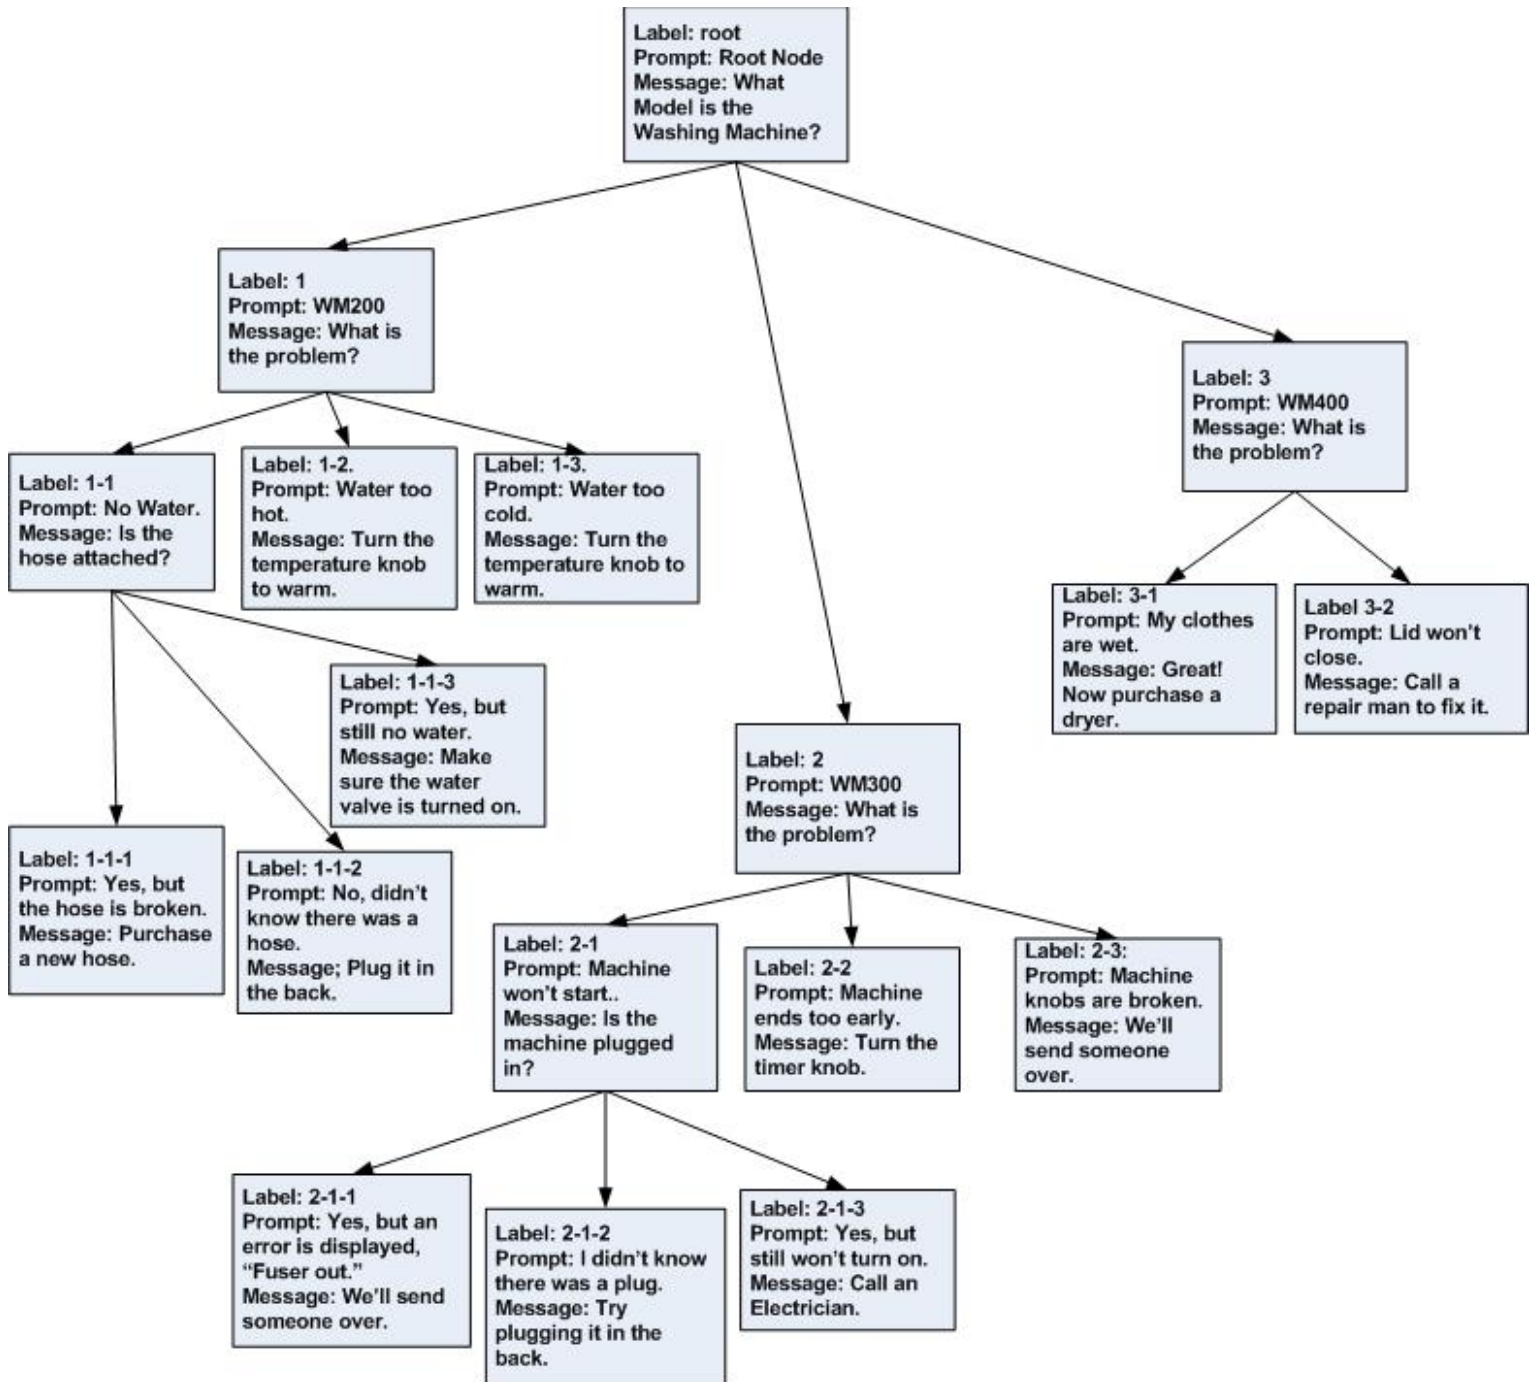 Label: root
Prompt: Root Node
Message: What
Model is the
Washing Machine?
Label: 1
Prompt: WM200
Message: What is
the problem?
Label: 3
Prompt: WM400
Message: What is
the problem?
Label: 1-1
Prompt: No Water.
Message: Is the
hose attached?
Label: 1-2.
Prompt: Water too
hot.
Message: Turn the
temperature knob
to warm.
Label: 1-3.
Prompt: Water too
cold.
Message: Turn the
temperature knob to
warm.
Label: 3-1
Prompt: My clothes
are wet.
Message: Great!
Now purchase a
dryer.
Label 3-2
Prompt: Lid won't
close.
Message: Call a
repair man to fix it.
Label: 1-1-3
Prompt: Yes, but
still no water.
Message: Make
sure the water
valve is turned on.
Label: 2
Prompt: WM300
Message: What is
the problem?
Label: 1-1-1
Prompt: Yes, but
the hose is broken.
Message: Purchase
a new hose.
Label: 1-1-2
Prompt: No, didn't
know there was a
hose.
Message; Plug it in
the back.
Label: 2-1
Prompt: Machine
won't start..
Message: Is the
machine plugged
in?
Label: 2-2
Prompt: Machine
ends too early.
Message: Turn the
timer knob.
Label: 2-3:
Prompt: Machine
knobs are broken.
Message: We'll
send someone
over.
Label: 2-1-1
Prompt: Yes, but an
error is displayed,
“Fuser out.”
Message: We'll send
someone over.
Label: 2-1-2
Prompt: I didn't know
there was a plug.
Message: Try
plugging it in the
back.
Label: 2-1-3
Prompt: Yes, but
still won't turn on.
Message: Call an
Electrician.